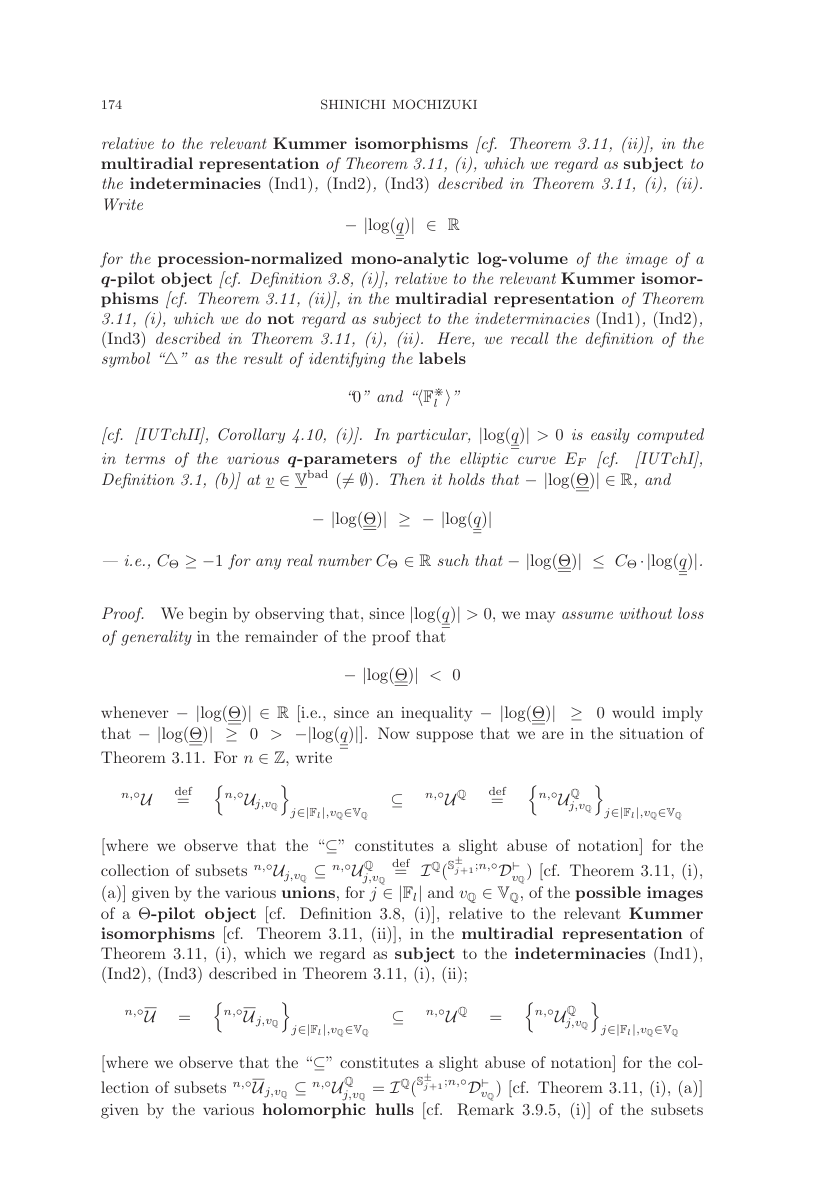 174 SHINICHI MOCHIZUKI
relative to the relevant Kummer isomorphisms [cf. Theorem 3.11, (ii)], in the
multiradial representation of Theorem 3.11, (i), which we regard as subject to
the indeterminacies (Ind1), (Ind2), (Ind3) described in Theorem 3.11, (i), (ii).
Write
− |log(q̳)| ∈ ℝ
for the procession-normalized mono-analytic log-volume of the image of a
q-pilot object [cf. Definition 3.8, (i)], relative to the relevant Kummer isomor-
phisms [cf. Theorem 3.11, (ii)], in the multiradial representation of Theorem
3.11, (i), which we do not regard as subject to the indeterminacies (Ind1), (Ind2),
(Ind3) described in Theorem 3.11, (i), (ii). Here, we recall the definition of the
symbol “△” as the result of identifying the labels
“0” and “⟨𝔽_l^⋇⟩”
[cf. [IUTchII], Corollary 4.10, (i)]. In particular, |log(q̳)| > 0 is easily computed
in terms of the various q-parameters of the elliptic curve E_F [cf. [IUTchI],
Definition 3.1, (b)] at v̲ ∈ 𝕍̲^bad (≠ ∅). Then it holds that − |log(Θ̳)| ∈ ℝ, and
− |log(Θ̳)| ≥ − |log(q̳)|
— i.e., C_Θ ≥ −1 for any real number C_Θ ∈ ℝ such that − |log(Θ̳)| ≤ C_Θ · |log(q̳)|.
Proof. We begin by observing that, since |log(q̳)| > 0, we may assume without loss
of generality in the remainder of the proof that
− |log(Θ̳)| < 0
whenever − |log(Θ̳)| ∈ ℝ [i.e., since an inequality − |log(Θ̳)| ≥ 0 would imply
that − |log(Θ̳)| ≥ 0 > −|log(q̳)|]. Now suppose that we are in the situation of
Theorem 3.11. For n ∈ ℤ, write
^{n,∘}𝒰 def= {^{n,∘}𝒰_{j,v_ℚ}}_{j∈|𝔽_l|,v_ℚ∈𝕍_ℚ} ⊆ ^{n,∘}𝒰^ℚ def= {^{n,∘}𝒰^ℚ_{j,v_ℚ}}_{j∈|𝔽_l|,v_ℚ∈𝕍_ℚ}
[where we observe that the “⊆” constitutes a slight abuse of notation] for the
collection of subsets ^{n,∘}𝒰_{j,v_ℚ} ⊆ ^{n,∘}𝒰^ℚ_{j,v_ℚ} def= ℐ^ℚ(^{𝕊^±_{j+1};n,∘}𝒟^⊢_{v_ℚ}) [cf. Theorem 3.11, (i),
(a)] given by the various unions, for j ∈ |𝔽_l| and v_ℚ ∈ 𝕍_ℚ, of the possible images
of a Θ-pilot object [cf. Definition 3.8, (i)], relative to the relevant Kummer
isomorphisms [cf. Theorem 3.11, (ii)], in the multiradial representation of
Theorem 3.11, (i), which we regard as subject to the indeterminacies (Ind1),
(Ind2), (Ind3) described in Theorem 3.11, (i), (ii);
^{n,∘}𝒰̅ = {^{n,∘}𝒰̅_{j,v_ℚ}}_{j∈|𝔽_l|,v_ℚ∈𝕍_ℚ} ⊆ ^{n,∘}𝒰^ℚ = {^{n,∘}𝒰^ℚ_{j,v_ℚ}}_{j∈|𝔽_l|,v_ℚ∈𝕍_ℚ}
[where we observe that the “⊆” constitutes a slight abuse of notation] for the col-
lection of subsets ^{n,∘}𝒰̅_{j,v_ℚ} ⊆ ^{n,∘}𝒰^ℚ_{j,v_ℚ} = ℐ^ℚ(^{𝕊^±_{j+1};n,∘}𝒟^⊢_{v_ℚ}) [cf. Theorem 3.11, (i), (a)]
given by the various holomorphic hulls [cf. Remark 3.9.5, (i)] of the subsets